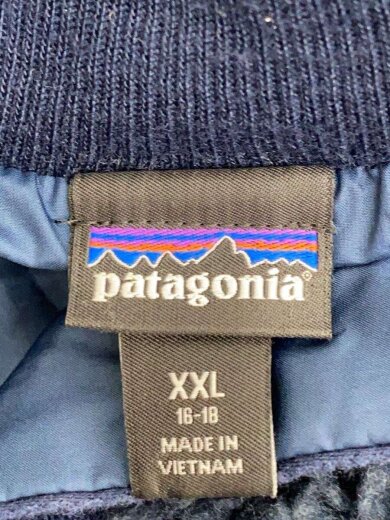 patagonia®
XXL
16-18
MADE IN
VIETNAM